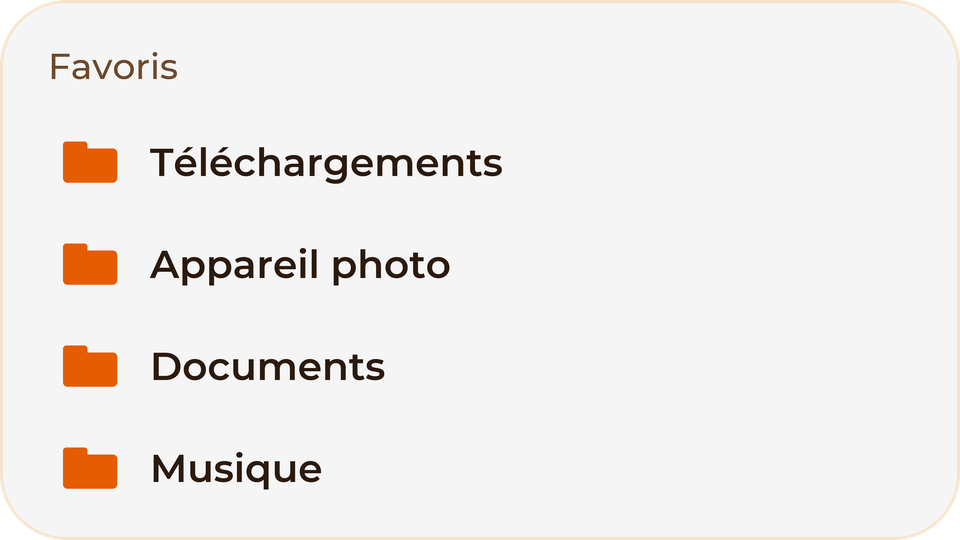 Favoris
Téléchargements
Appareil photo
Documents
Musique